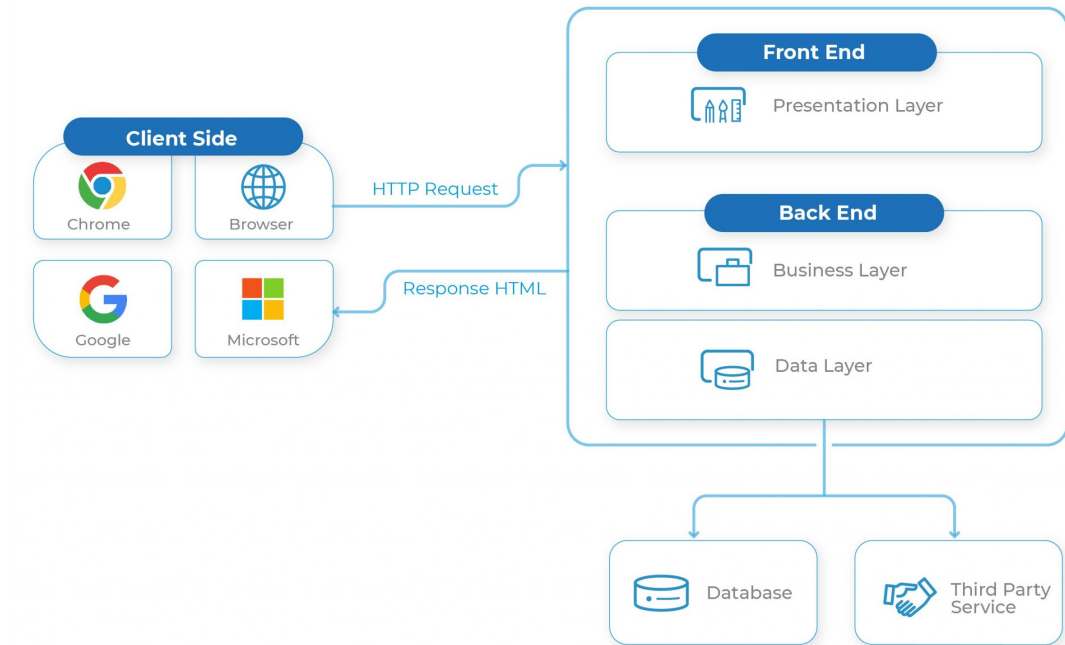 Client Side
Chrome
Browser
Google
Microsoft
HTTP Request
Response HTML
Front End
Presentation Layer
Back End
Business Layer
Data Layer
Database
Third Party
Service